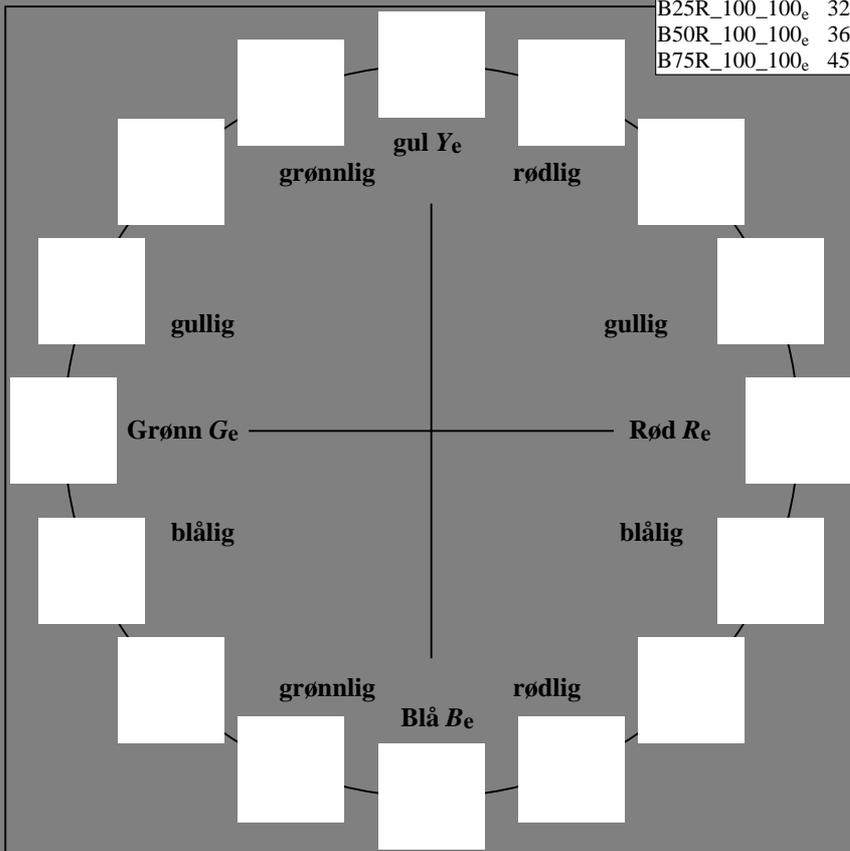 B25R_100_100e 32
B50R_100_100e 36
B75R_100_100e 45
gul Ye
grønnlig rødlig
gullig gullig
Grønn Ge Rød Re
blålig blålig
grønnlig rødlig
Blå Be